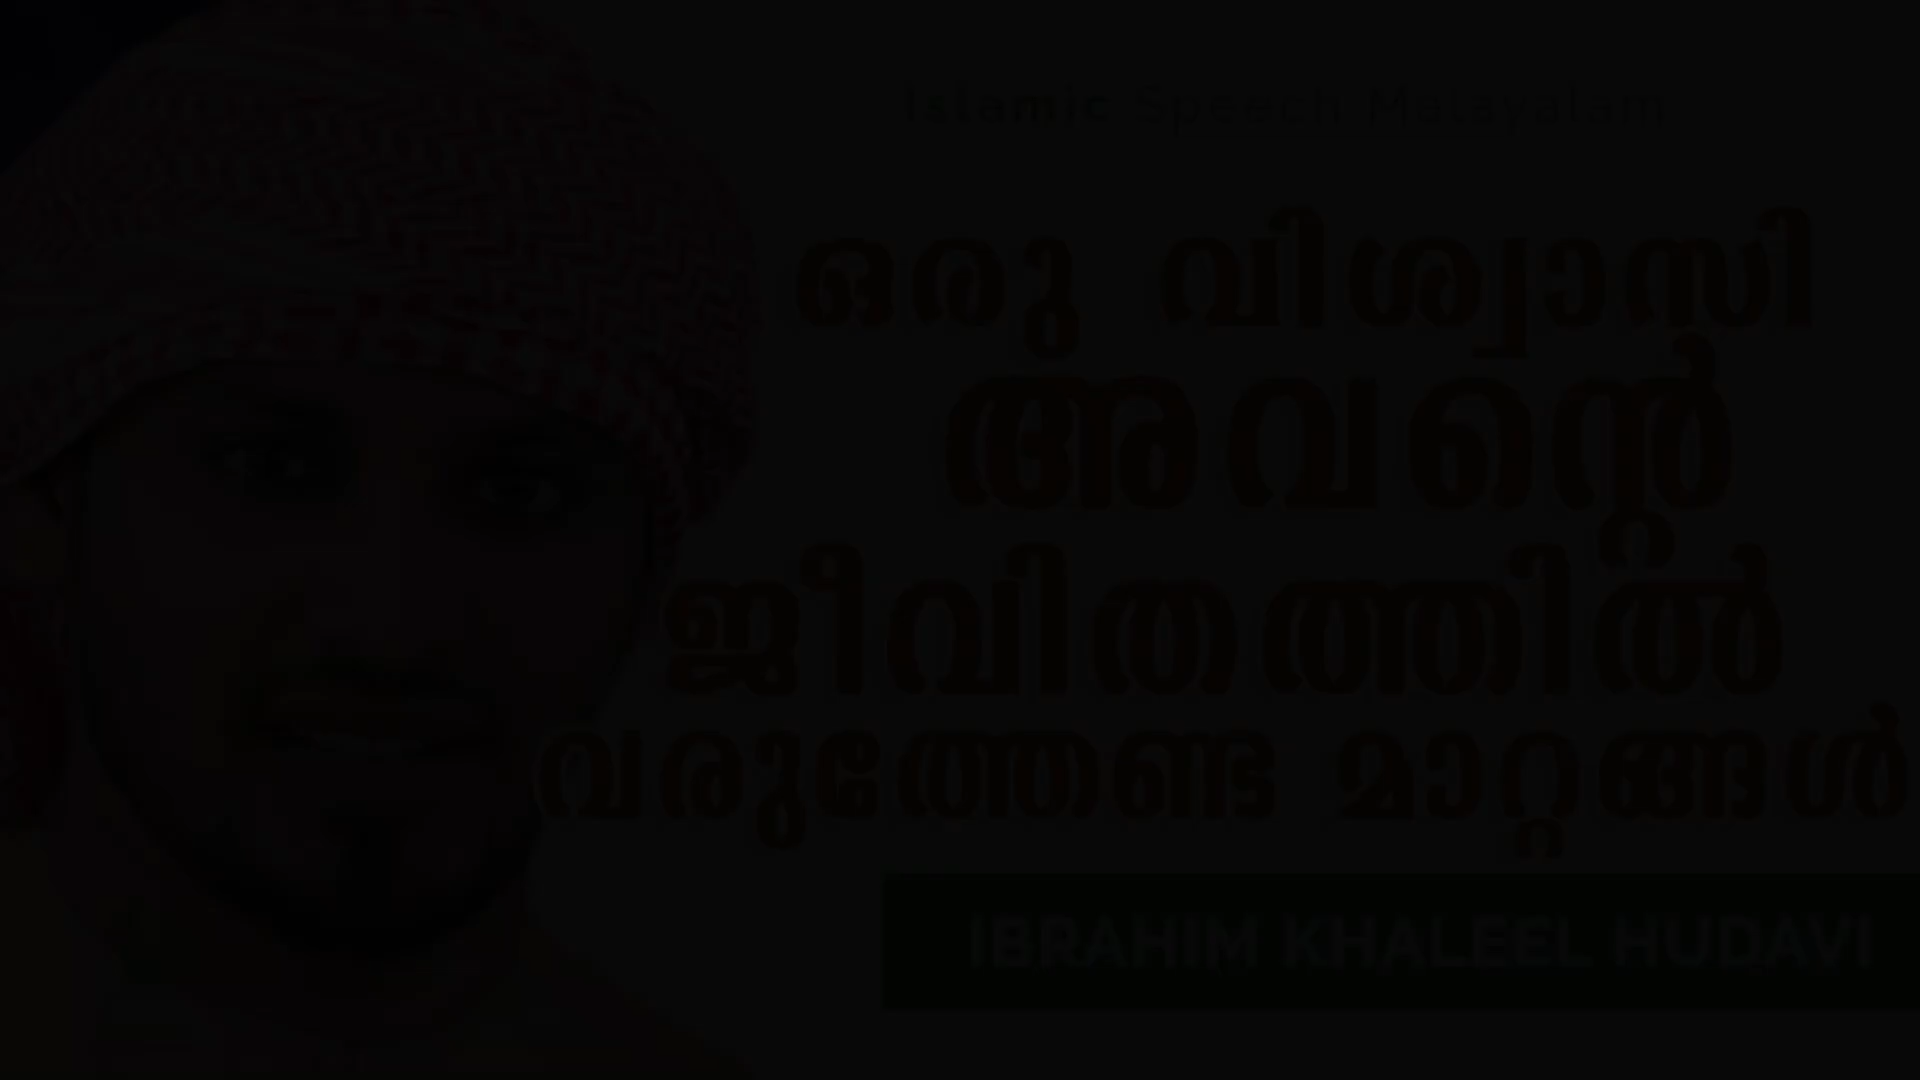 Islamic Speech Malayalam
ഒരു വിശ്വാസി
അവന്റെ
ജീവിതത്തിൽ
വരുത്തേണ്ട മാറ്റങ്ങൾ
IBRAHIM KHALEEL HUDAVI